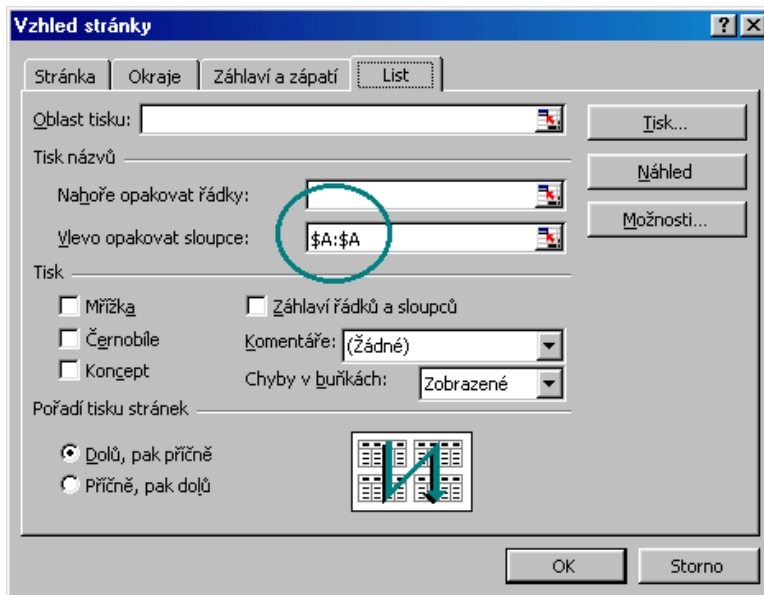 Vzhled stránky
Stránka Okraje Záhlaví a zápatí List
Oblast tisku: Tisk...
Tisk názvů
Náhled
Nahoře opakovat řádky:
Možnosti...
Vlevo opakovat sloupce: $A:$A
Tisk
Mřížka Záhlaví řádků a sloupců
Černobíle Komentáře: (Žádné)
Koncept Chyby v buňkách: Zobrazené
Pořadí tisku stránek
Dolů, pak příčně
Příčně, pak dolů
OK Storno